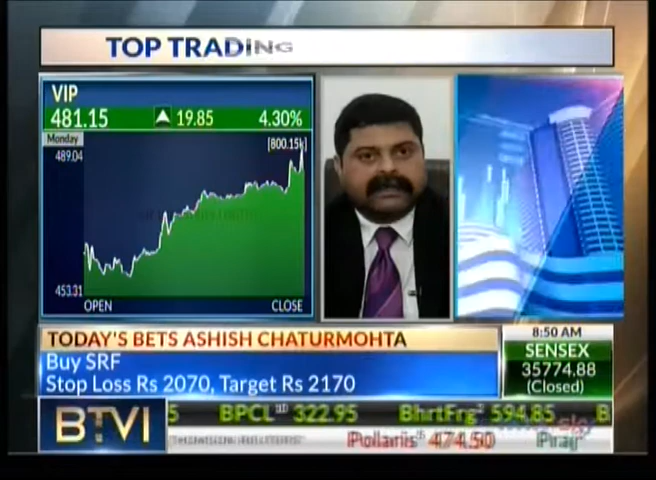 TOP TRADING
VIP
481.15 19.85 4.30%
Monday
[800.15k]
489.04
453.31
OPEN CLOSE
TODAY'S BETS ASHISH CHATURMOHTA
Buy SRF
Stop Loss Rs 2070, Target Rs 2170
8:50 AM
SENSEX
35774.88
(Closed)
BTVI
5 BPCL 322.95 BhrtFrg 594.85 B
Polaris 474.50 Piraj